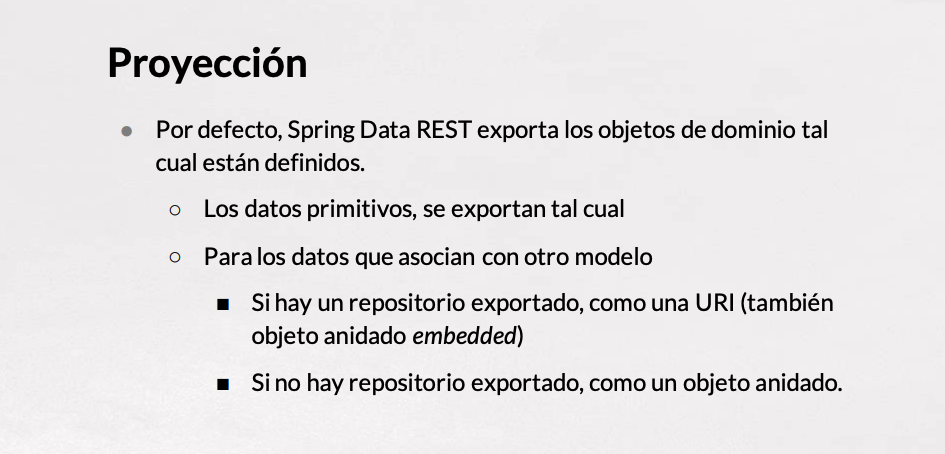 Proyección
● Por defecto, Spring Data REST exporta los objetos de dominio tal
cual están definidos.
○ Los datos primitivos, se exportan tal cual
○ Para los datos que asocian con otro modelo
■ Si hay un repositorio exportado, como una URI (también
objeto anidado embedded)
■ Si no hay repositorio exportado, como un objeto anidado.